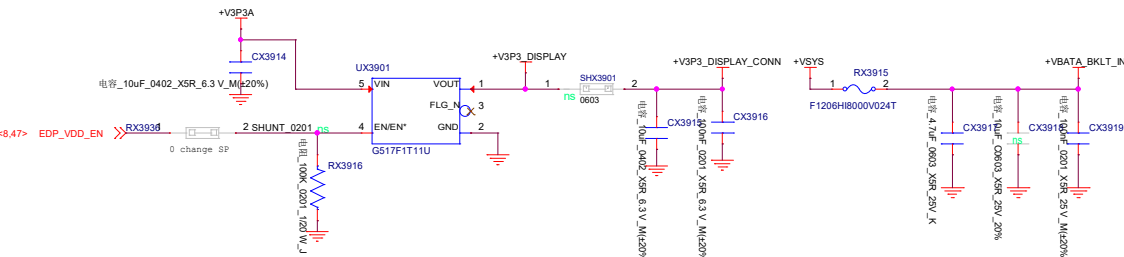 +V3P3A
CX3914
电容_10uF_0402_X5R_6.3 V_M(±20%)
UX3901
5 VIN VOUT 1
FLG_N 3
4 EN/EN* GND 2
G517F1T11U
<8,47> EDP_VDD_EN
RX3936 1
2 SHUNT_0201 ns
0 change SP
RX3916
电阻_100K_0201_1/20 W_J
+V3P3_DISPLAY
1 SHX3901 2
ns 0603
+V3P3_DISPLAY_CONN
CX3915
电容_10uF_0402_X5R_6.3 V_M(±20%
CX3916
电容_100nF_0201_X5R_6.3 V_M(±20%
+VSYS
RX3915
1 2
F1206HI8000V024T
+VBATA_BKLT_IN
CX3917
电容_4.7uF_0603_X5R_25V_K
CX3918
ns
电容_10uF_C0603_X5R_25V_20%
CX3919
电容_100nF_0201_X5R_25 V_M(±20%